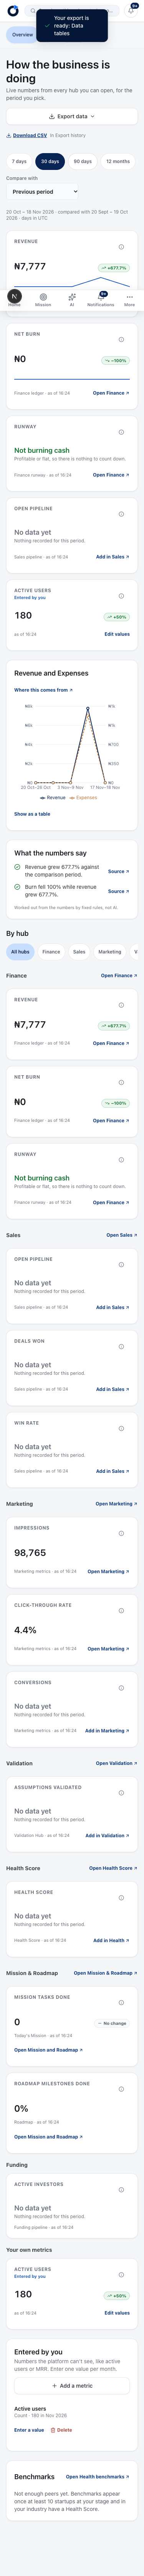 9+
Overview
Your export is
ready: Data
tables
How the business is
doing
Live numbers from every hub you can open, for the
period you pick.
Export data
Download CSV in Export history
7 days
30 days
90 days
12 months
Compare with
Previous period
20 Oct – 18 Nov 2026 · compared with 20 Sept – 19 Oct
2026 · days in UTC
REVENUE
₦7,777
+677.7%
N
Home
Mission
AI
Notifications
9+
More
NET BURN
₦0
−100%
Finance ledger · as of 16:24
Open Finance
RUNWAY
Not burning cash
Profitable or flat, so there is nothing to count down.
Finance runway · as of 16:24
Open Finance
OPEN PIPELINE
No data yet
Nothing recorded for this period.
Sales pipeline · as of 16:24
Add in Sales
ACTIVE USERS
Entered by you
180
+50%
as of 16:24
Edit values
Revenue and Expenses
Where this comes from
20 Oct–26 Oct
3 Nov–9 Nov
17 Nov–18 Nov
Revenue
Expenses
Show as a table
What the numbers say
Revenue grew 677.7% against
the comparison period.
Source
Burn fell 100% while revenue
grew 677.7%.
Source
Worked out from the numbers by fixed rules, not AI.
By hub
All hubs
Finance
Sales
Marketing
Finance
Open Finance
REVENUE
₦7,777
+677.7%
Finance ledger · as of 16:24
Open Finance
NET BURN
₦0
−100%
Finance ledger · as of 16:24
Open Finance
RUNWAY
Not burning cash
Profitable or flat, so there is nothing to count down.
Finance runway · as of 16:24
Open Finance
Sales
Open Sales
OPEN PIPELINE
No data yet
Nothing recorded for this period.
Sales pipeline · as of 16:24
Add in Sales
DEALS WON
No data yet
Nothing recorded for this period.
Sales pipeline · as of 16:24
Add in Sales
WIN RATE
No data yet
Nothing recorded for this period.
Sales pipeline · as of 16:24
Add in Sales
Marketing
Open Marketing
IMPRESSIONS
98,765
Marketing metrics · as of 16:24
Open Marketing
CLICK-THROUGH RATE
4.4%
Marketing metrics · as of 16:24
Open Marketing
CONVERSIONS
No data yet
Nothing recorded for this period.
Marketing metrics · as of 16:24
Add in Marketing
Validation
Open Validation
ASSUMPTIONS VALIDATED
No data yet
Nothing recorded for this period.
Validation Hub · as of 16:24
Add in Validation
Health Score
Open Health Score
HEALTH SCORE
No data yet
Nothing recorded for this period.
Health Score · as of 16:24
Add in Health
Mission & Roadmap
Open Mission & Roadmap
MISSION TASKS DONE
0
No change
Today's Mission · as of 16:24
Open Mission and Roadmap
ROADMAP MILESTONES DONE
0%
Roadmap · as of 16:24
Open Mission and Roadmap
Funding
ACTIVE INVESTORS
No data yet
Nothing recorded for this period.
Funding pipeline · as of 16:24
Your own metrics
ACTIVE USERS
Entered by you
180
+50%
as of 16:24
Edit values
Entered by you
Numbers the platform can't see, like active
users or MRR. Enter one value per month.
Add a metric
Active users
Count · 180 in Nov 2026
Enter a value
Delete
Benchmarks
Open Health benchmarks
Not enough peers yet. Benchmarks appear
once at least 10 startups at your stage and in
your industry have a Health Score.